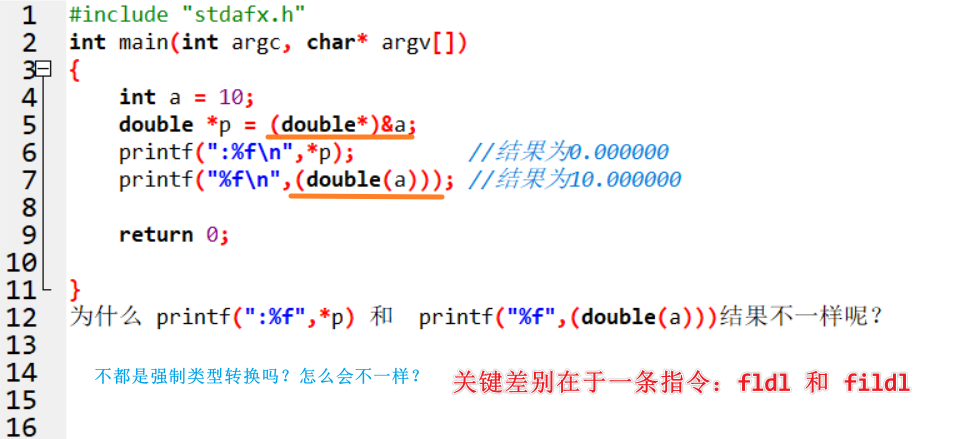 1 #include "stdafx.h"
2 int main(int argc, char* argv[])
3 {
4 int a = 10;
5 double *p = (double*)&a;
6 printf(":%f\n",*p); //结果为0.000000
7 printf("%f\n",(double(a))); //结果为10.000000
8
9 return 0;
10
11 }
12 为什么 printf(":%f",*p) 和 printf("%f",(double(a)))结果不一样呢?
13
14 不都是强制类型转换吗？怎么会不一样？ 关键差别在于一条指令：fldl 和 fildl
15
16